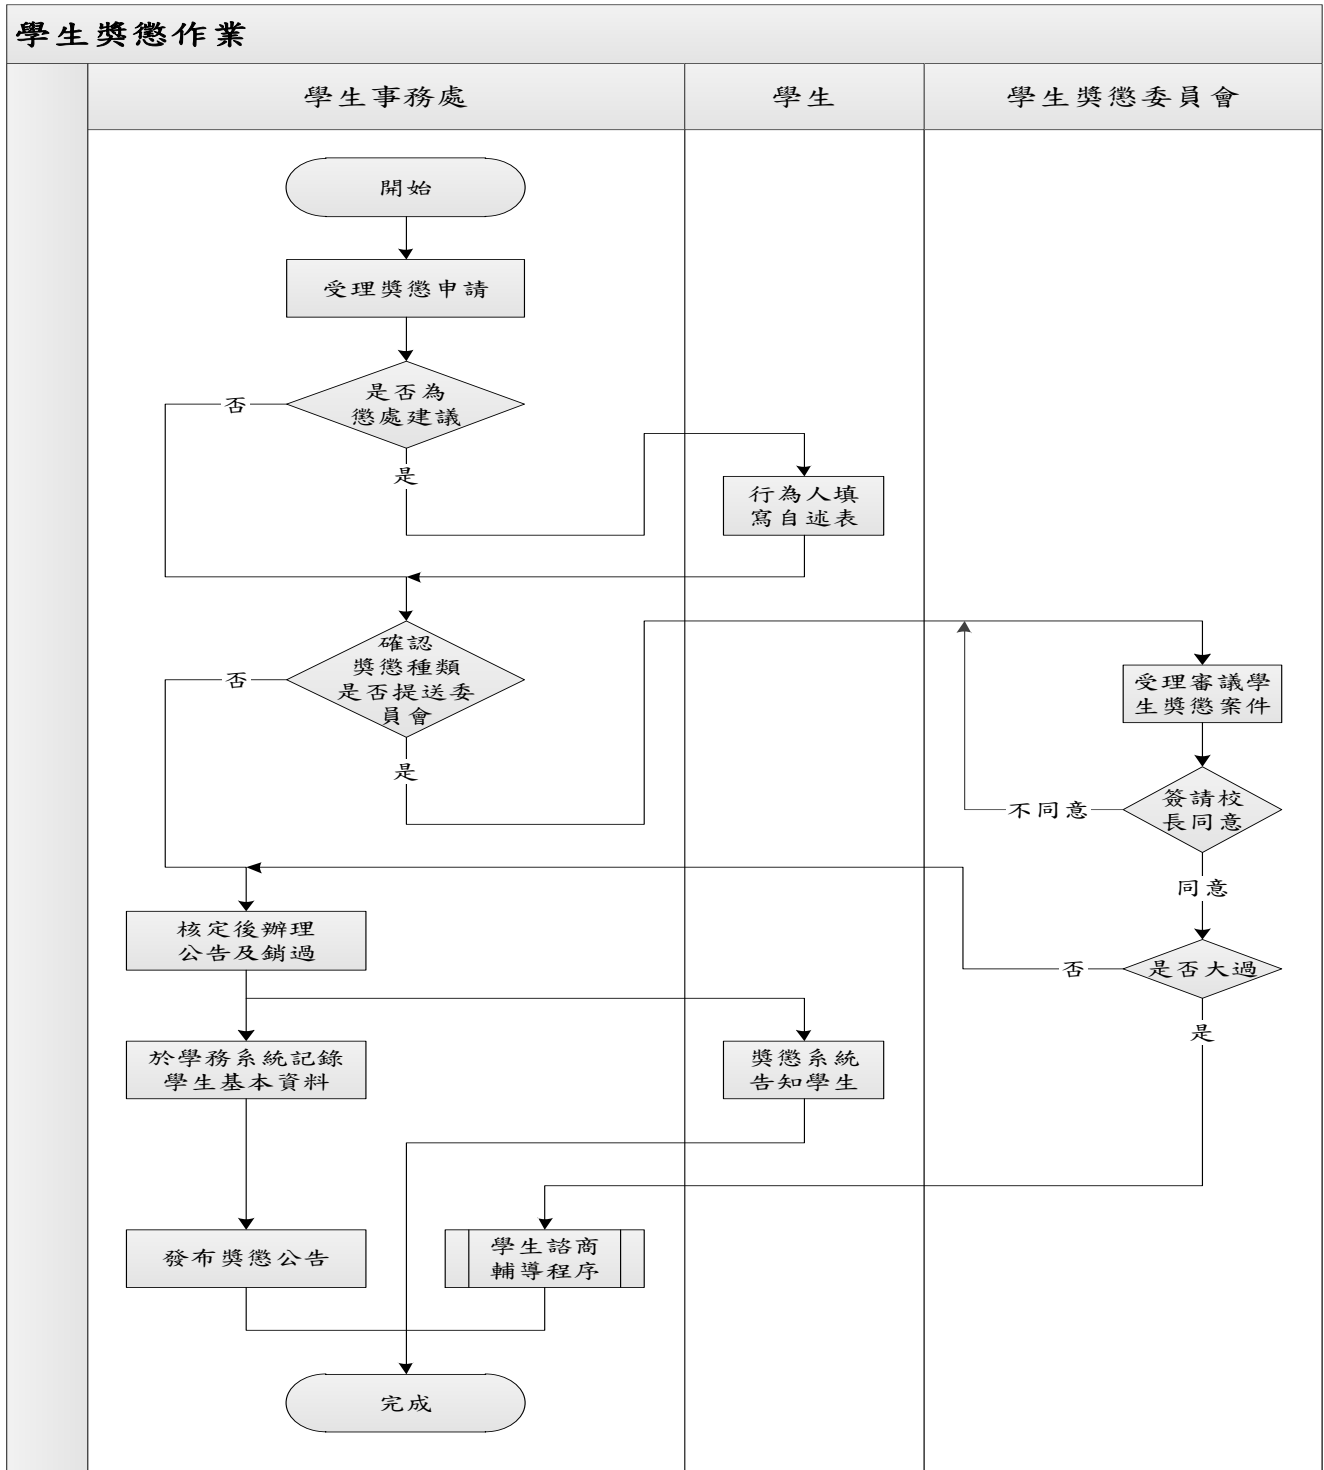 學生獎懲作業
學生事務處
學生
學生獎懲委員會
開始
受理獎懲申請
是否為
懲處建議
否
是
行為人填
寫自述表
確認
獎懲種類
是否提送委
員會
否
是
受理審議學
生獎懲案件
簽請校
長同意
不同意
同意
核定後辦理
公告及銷過
是否大過
否
是
於學務系統記錄
學生基本資料
獎懲系統
告知學生
發布獎懲公告
學生諮商
輔導程序
完成